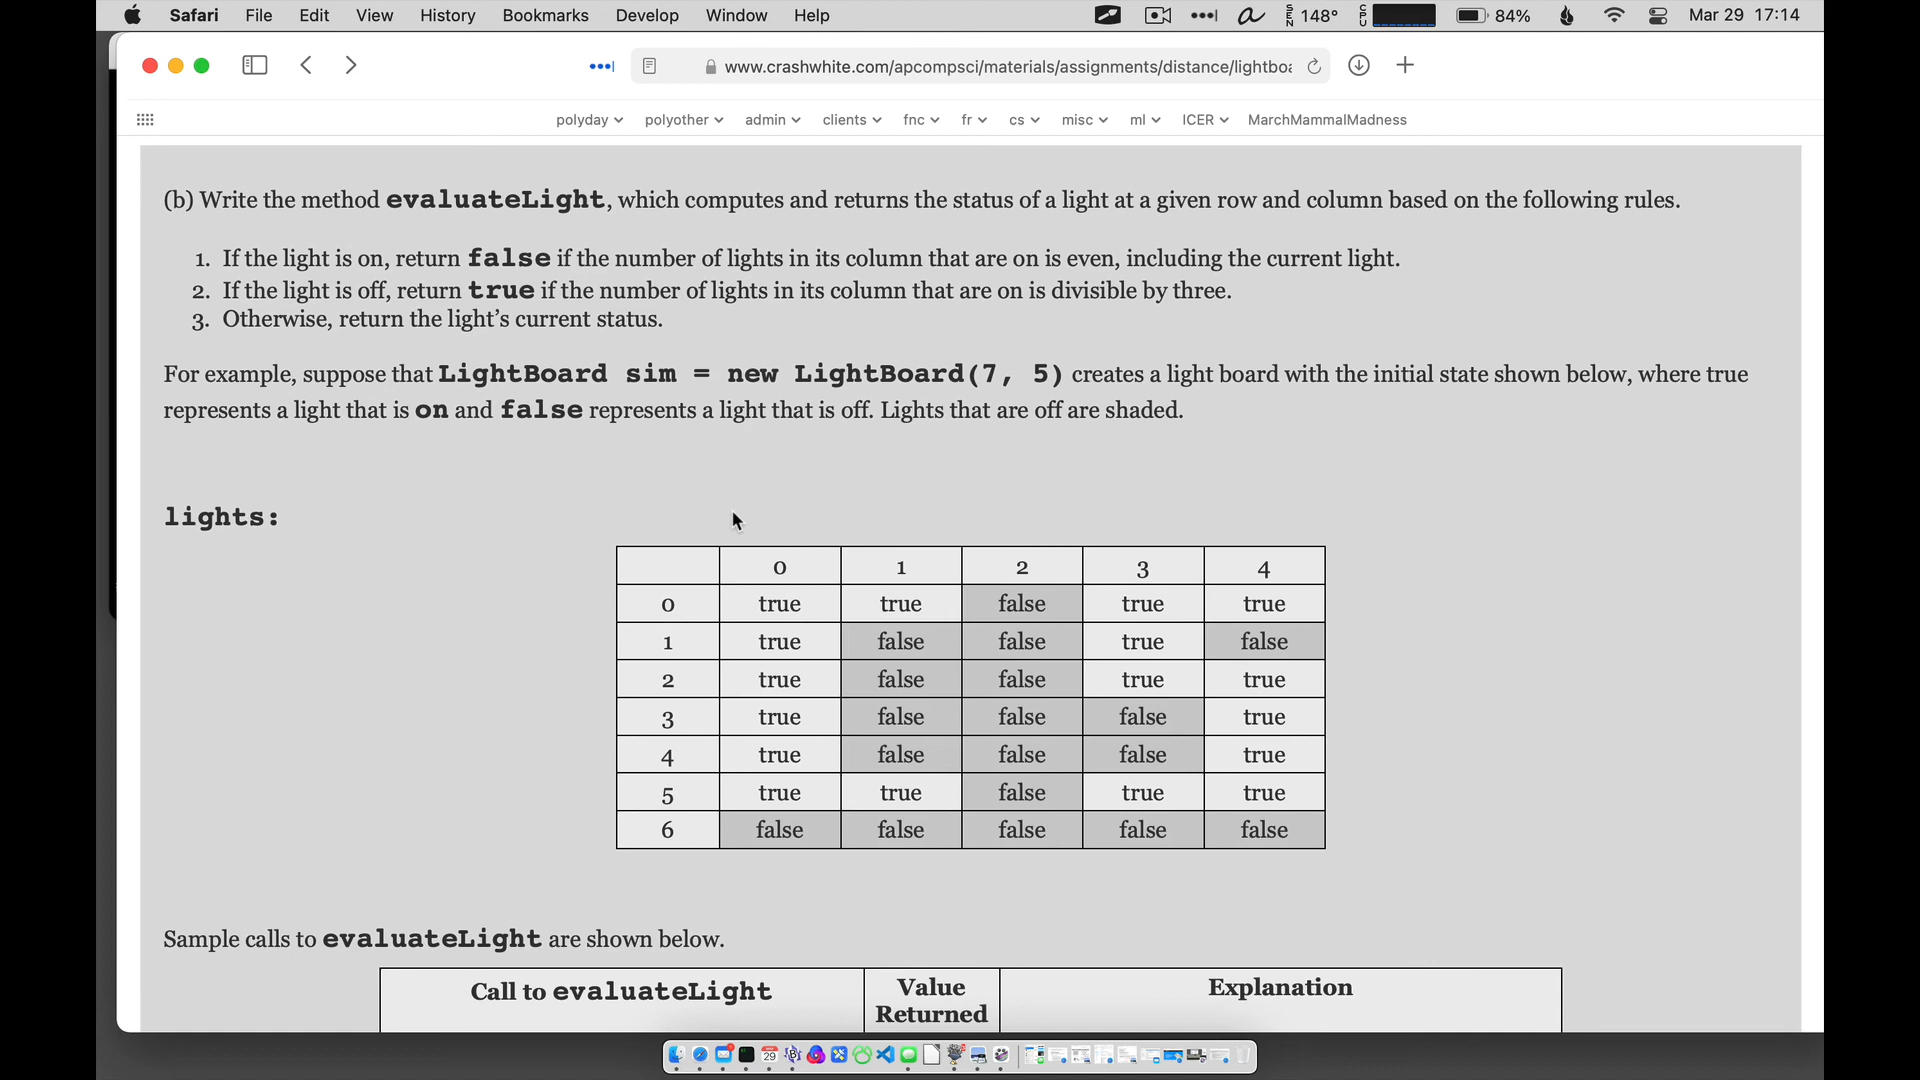 Safari File Edit View History Bookmarks Develop Window Help SEN 148° CPU 84% Mar 29 17:14
www.crashwhite.com/apcompsci/materials/assignments/distance/lightboa
polyday polyother admin clients fnc fr cs misc ml ICER MarchMammalMadness
(b) Write the method evaluateLight, which computes and returns the status of a light at a given row and column based on the following rules.
1. If the light is on, return false if the number of lights in its column that are on is even, including the current light.
2. If the light is off, return true if the number of lights in its column that are on is divisible by three.
3. Otherwise, return the light’s current status.
For example, suppose that LightBoard sim = new LightBoard(7, 5) creates a light board with the initial state shown below, where true
represents a light that is on and false represents a light that is off. Lights that are off are shaded.
lights:
0 1 2 3 4
0 true true false true true
1 true false false true false
2 true false false true true
3 true false false false true
4 true false false false true
5 true true false true true
6 false false false false false
Sample calls to evaluateLight are shown below.
Call to evaluateLight Value Explanation
Returned
29